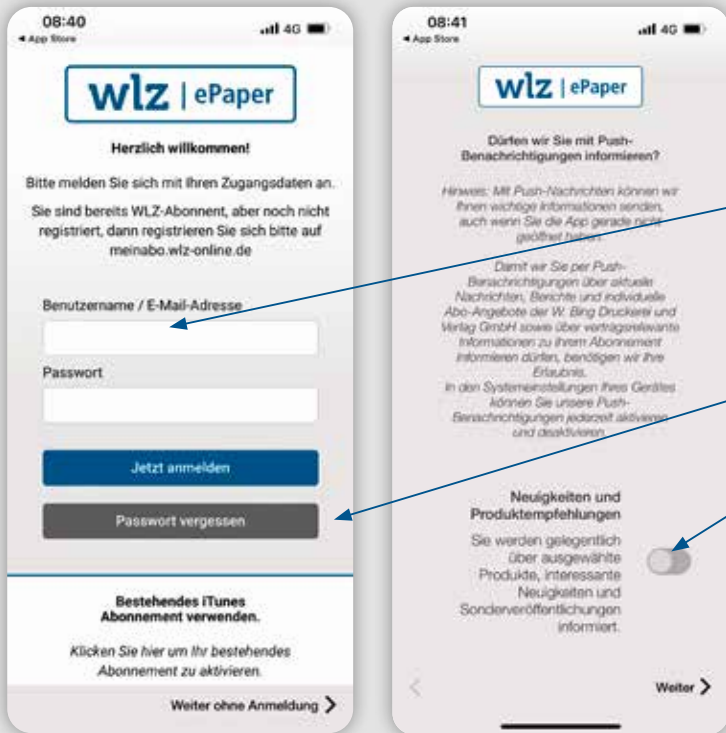 08:40
App Store
4G
wlz | ePaper
Herzlich willkommen!
Bitte melden Sie sich mit Ihren Zugangsdaten an.
Sie sind bereits WLZ-Abonnent, aber noch nicht
registriert, dann registrieren Sie sich bitte auf
meinabo.wlz-online.de
Benutzername / E-Mail-Adresse
Passwort
Jetzt anmelden
Passwort vergessen
Bestehendes iTunes
Abonnement verwenden.
Klicken Sie hier um Ihr bestehendes
Abonnement zu aktivieren.
Weiter ohne Anmeldung
08:41
App Store
4G
wlz | ePaper
Dürfen wir Sie mit Push-
Benachrichtigungen informieren?
Hinweis: Mit Push-Nachrichten können wir
Ihnen wichtige Informationen senden,
auch wenn Sie die App gerade nicht
geöffnet haben.
Damit wir Sie per Push-
Benachrichtigungen über aktuelle
Nachrichten, Berichte und individuelle
Abo-Angebote der W. Bing Druckerei und
Verlag GmbH sowie über vertragsrelevante
Informationen zu Ihrem Abonnement
informieren dürfen, benötigen wir Ihre
Erlaubnis.
In den Systemeinstellungen Ihres Gerätes
können Sie unsere Push-
Benachrichtigungen jederzeit aktivieren
und deaktivieren.
Neuigkeiten und
Produktempfehlungen
Sie werden gelegentlich
über ausgewählte
Produkte, interessante
Neuigkeiten und
Sonderveröffentlichungen
informiert.
Weiter